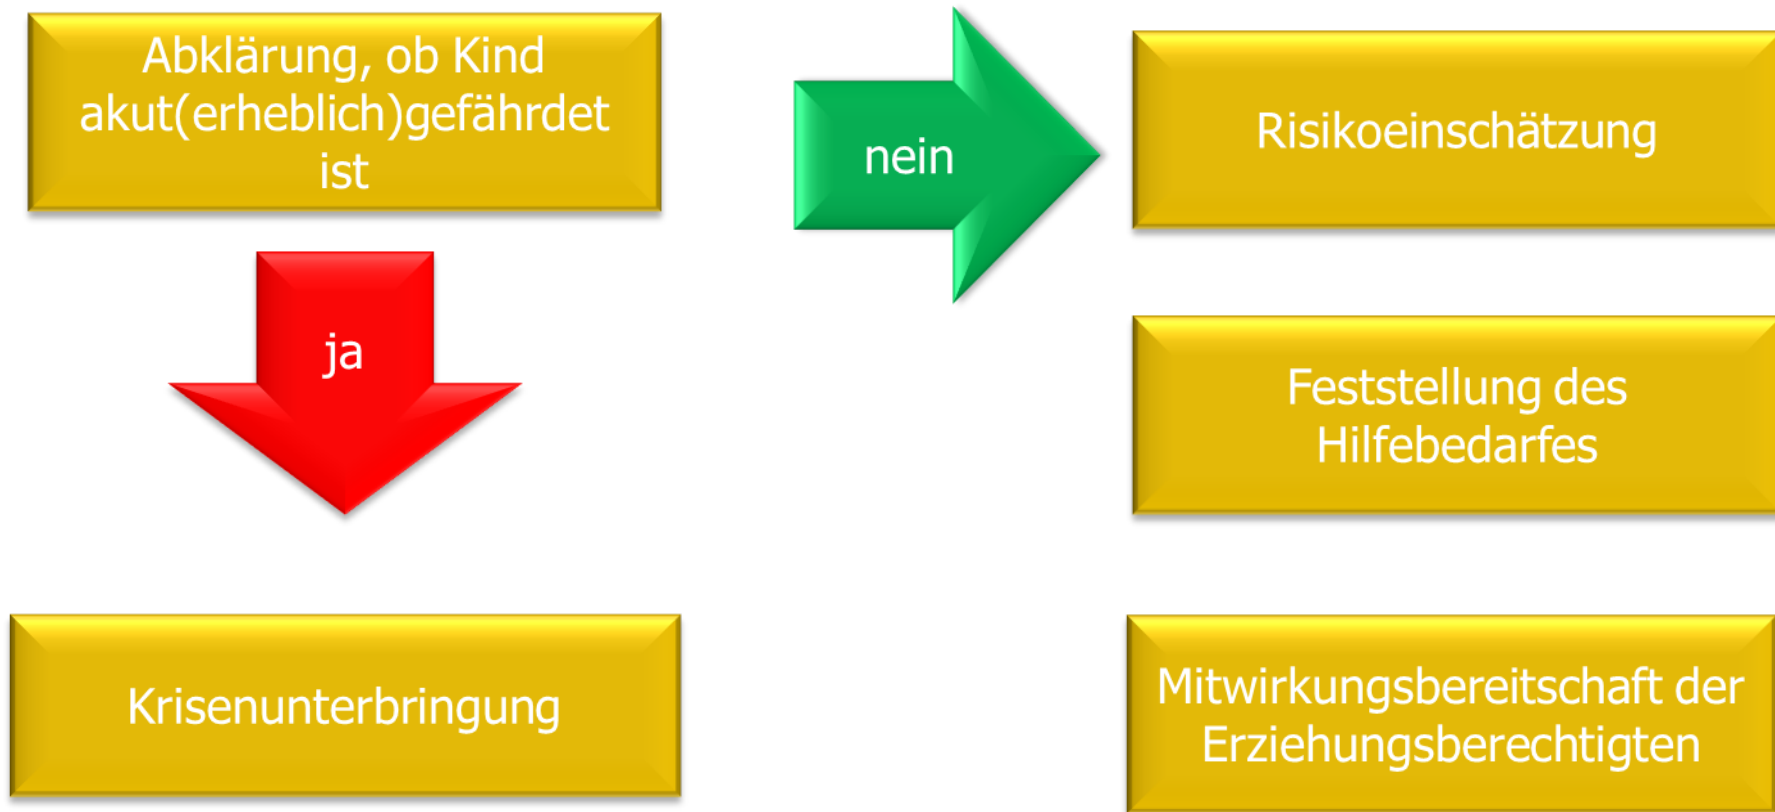 Abklärung, ob Kind
akut(erheblich)gefährdet
ist
nein
Risikoeinschätzung
ja
Feststellung des
Hilfebedarfes
Krisenunterbringung
Mitwirkungsbereitschaft der
Erziehungsberechtigten